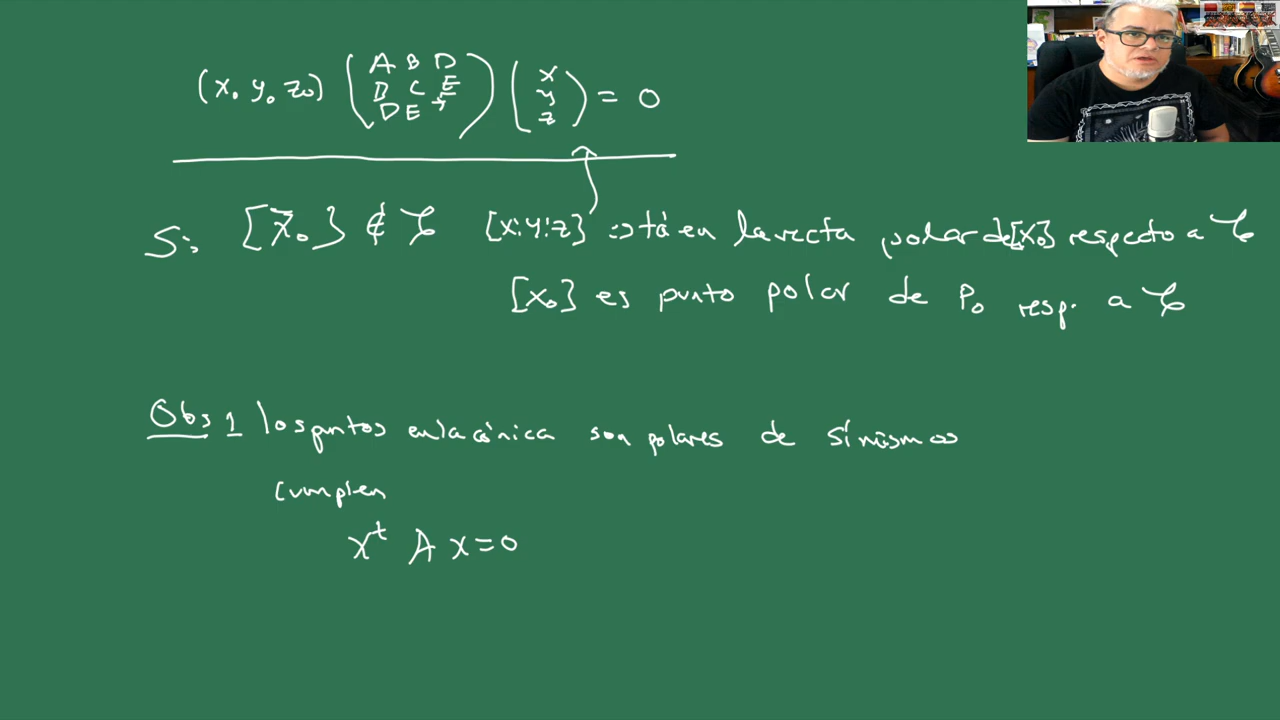 (x₀ y₀ z₀) ( A B D / B C E / D E F ) ( x / y / z ) = 0
Si [x̄₀] ∉ 𝒞 [x:y:z] está en la recta polar de [x₀] respecto a 𝒞
[x₀] es punto polar de P₀ resp. a 𝒞
Obs 1 los puntos en la cónica son polares de sí mismos
cumplen
xᵗ A x = 0